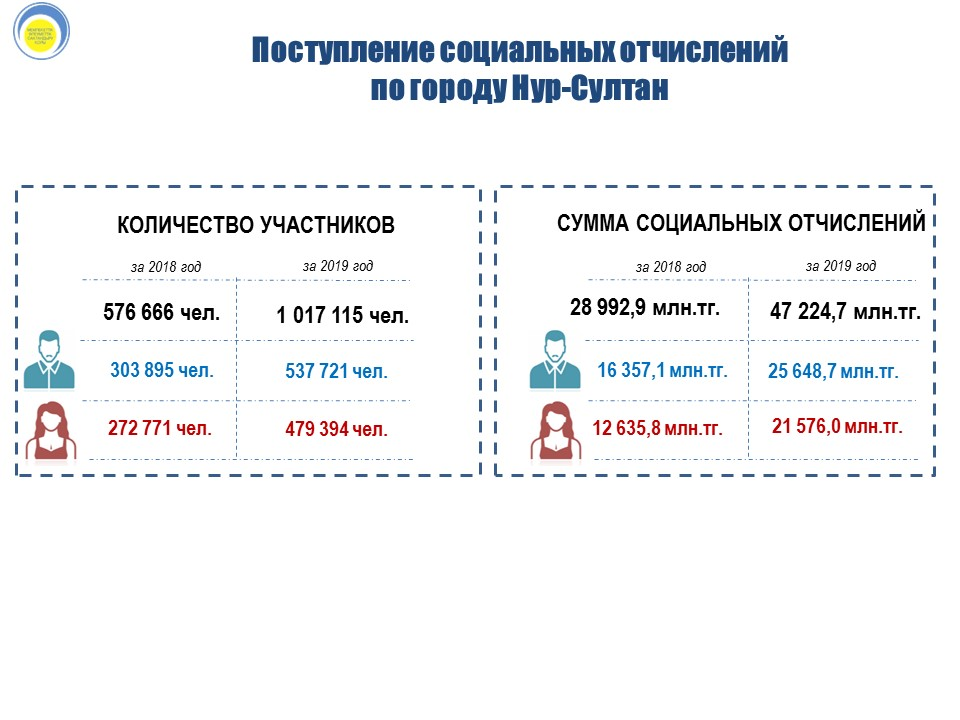 Поступление социальных отчислений
по городу Нур-Султан
КОЛИЧЕСТВО УЧАСТНИКОВ
за 2018 год
за 2019 год
576 666 чел.
1 017 115 чел.
303 895 чел.
537 721 чел.
272 771 чел.
479 394 чел.
СУММА СОЦИАЛЬНЫХ ОТЧИСЛЕНИЙ
за 2018 год
за 2019 год
28 992,9 млн.тг.
47 224,7 млн.тг.
16 357,1 млн.тг.
25 648,7 млн.тг.
12 635,8 млн.тг.
21 576,0 млн.тг.